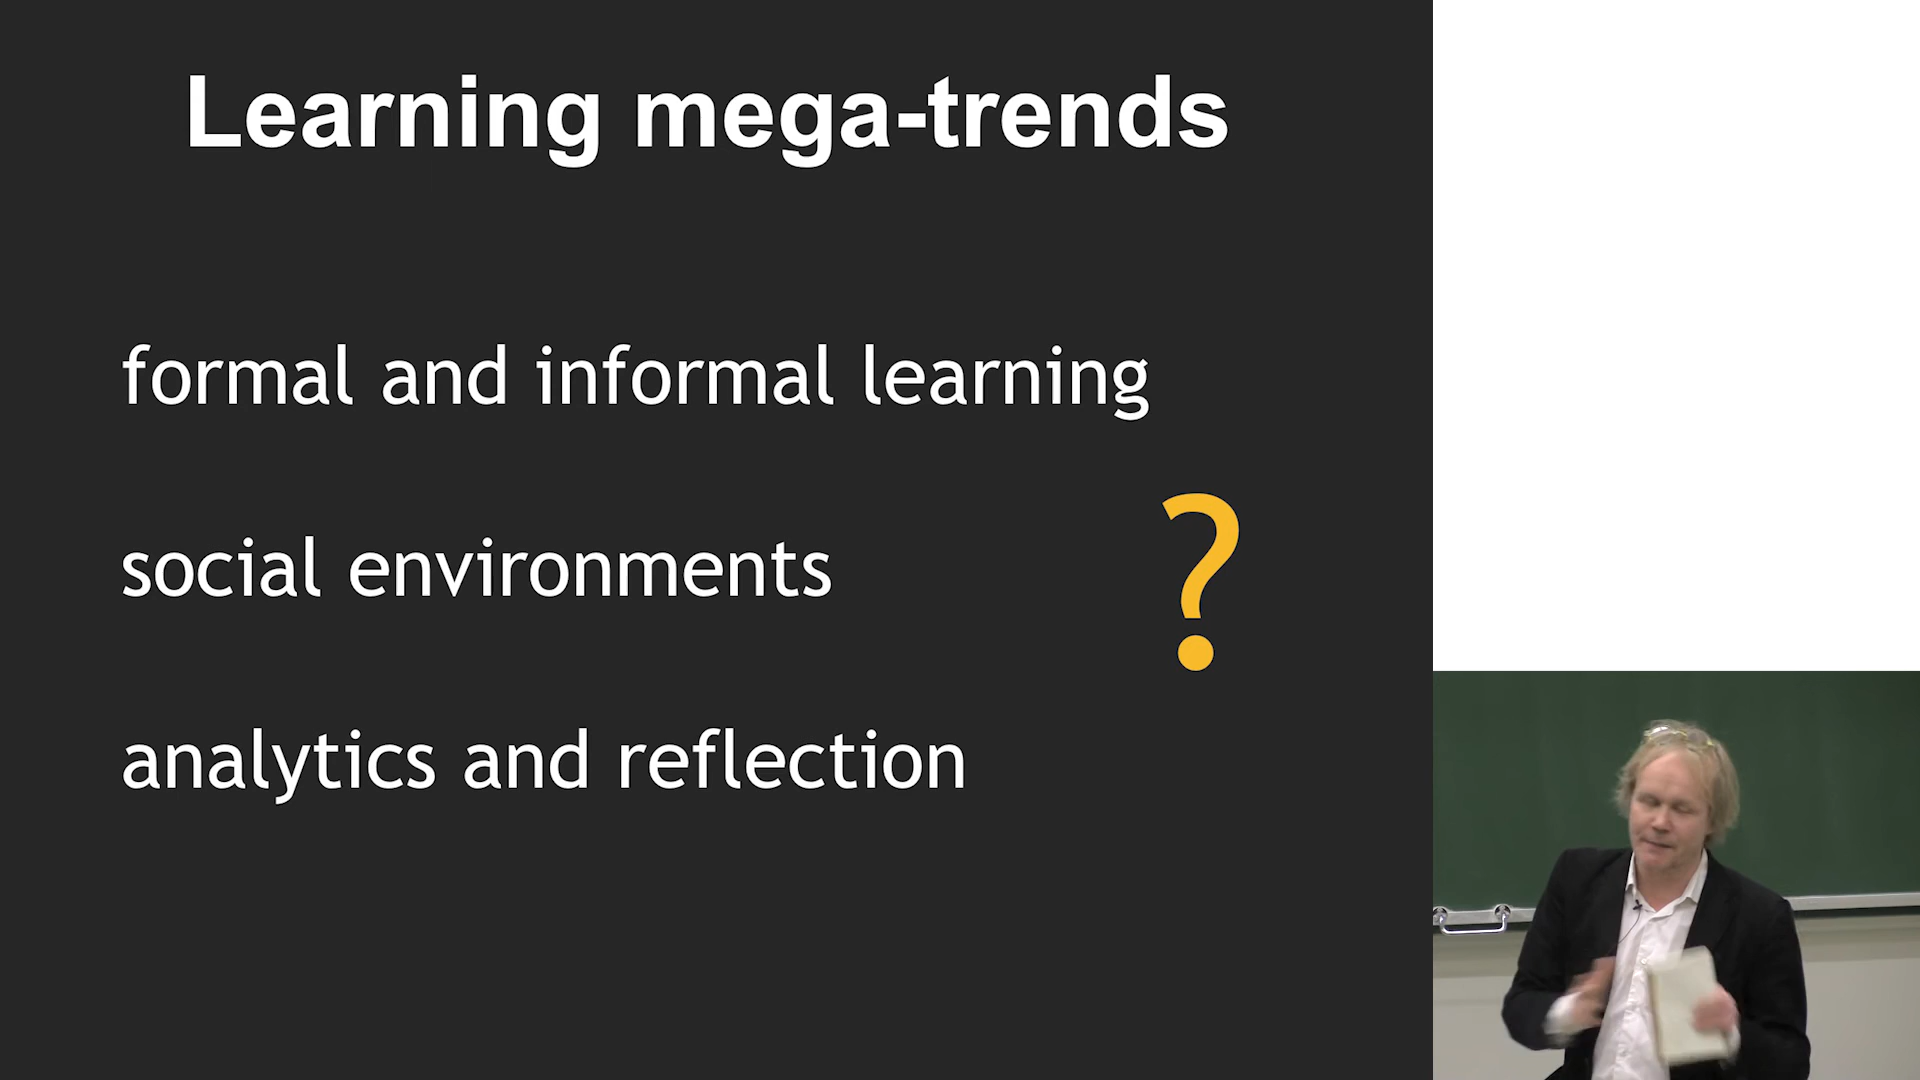 Learning mega-trends
formal and informal learning
social environments
?
analytics and reflection